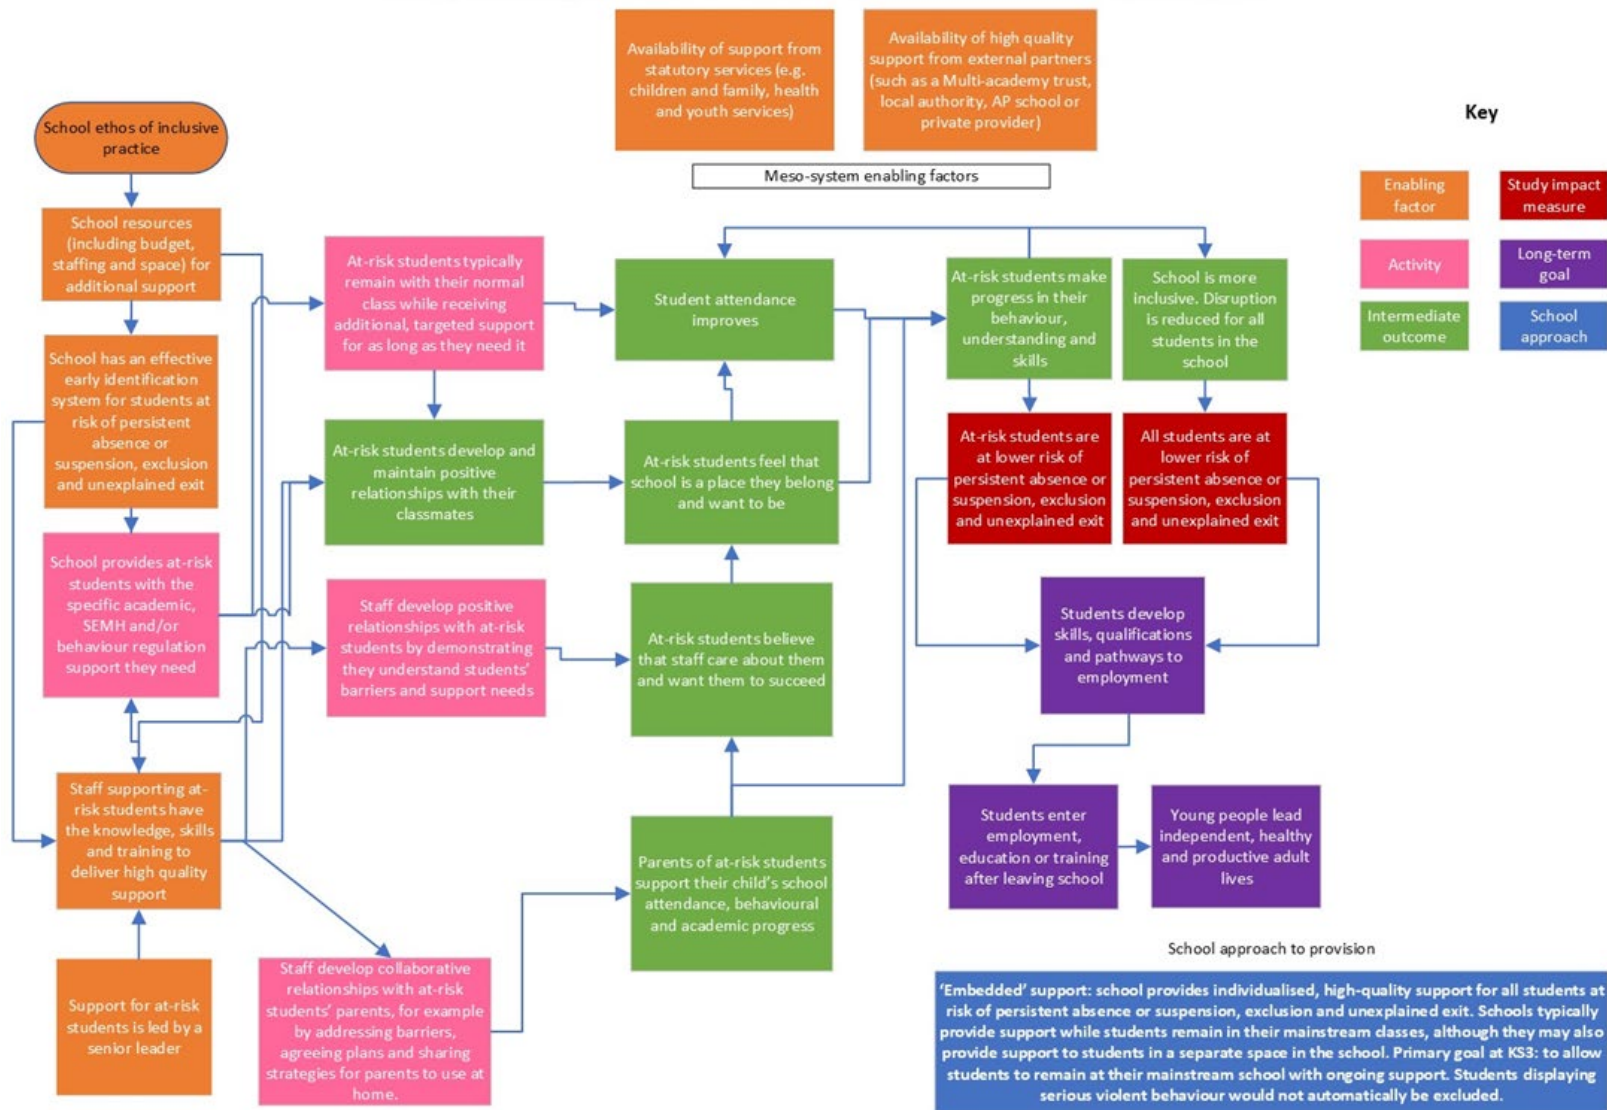 Availability of support from
statutory services (e.g.
children and family, health
and youth services)
Availability of high quality
support from external partners
(such as a Multi-academy trust,
local authority, AP school or
private provider)
Meso-system enabling factors
Key
Enabling
factor
Study impact
measure
Activity
Long-term
goal
Intermediate
outcome
School
approach
School ethos of inclusive
practice
School resources
(including budget,
staffing and space) for
additional support
School has an effective
early identification
system for students at
risk of persistent
absence or
suspension, exclusion
and unexplained exit
School provides at-risk
students with the
specific academic,
SEMH and/or
behaviour regulation
support they need
Staff supporting at-
risk students have
the knowledge, skills
and training to
deliver high quality
support
Support for at-risk
students is led by a
senior leader
At-risk students typically
remain with their normal
class while receiving
additional, targeted support
for as long as they need it
At-risk students develop and
maintain positive
relationships with their
classmates
Staff develop positive
relationships with at-risk
students by demonstrating
they understand students'
barriers and support needs
Staff develop collaborative
relationships with at-risk
students' parents, for example
by addressing barriers,
agreeing plans and sharing
strategies for parents to use at
home.
Student attendance
improves
At-risk students feel that
school is a place they belong
and want to be
At-risk students believe
that staff care about them
and want them to succeed
Parents of at-risk students
support their child's school
attendance, behavioural
and academic progress
At-risk students make
progress in their
behaviour,
understanding and
skills
School is more
inclusive. Disruption
is reduced for all
students in the
school
At-risk students are
at lower risk of
persistent absence or
suspension, exclusion
and unexplained exit
All students are at
lower risk of
persistent absence or
suspension, exclusion
and unexplained exit
Students develop
skills, qualifications
and pathways to
employment
Students enter
employment,
education or training
after leaving school
Young people lead
independent, healthy
and productive adult
lives
School approach to provision
'Embedded' support: school provides individualised, high-quality support for all students at
risk of persistent absence or suspension, exclusion and unexplained exit. Schools typically
provide support while students remain in their mainstream classes, although they may also
provide support to students in a separate space in the school. Primary goal at KS3: to allow
students to remain at their mainstream school with ongoing support. Students displaying
serious violent behaviour would not automatically be excluded.